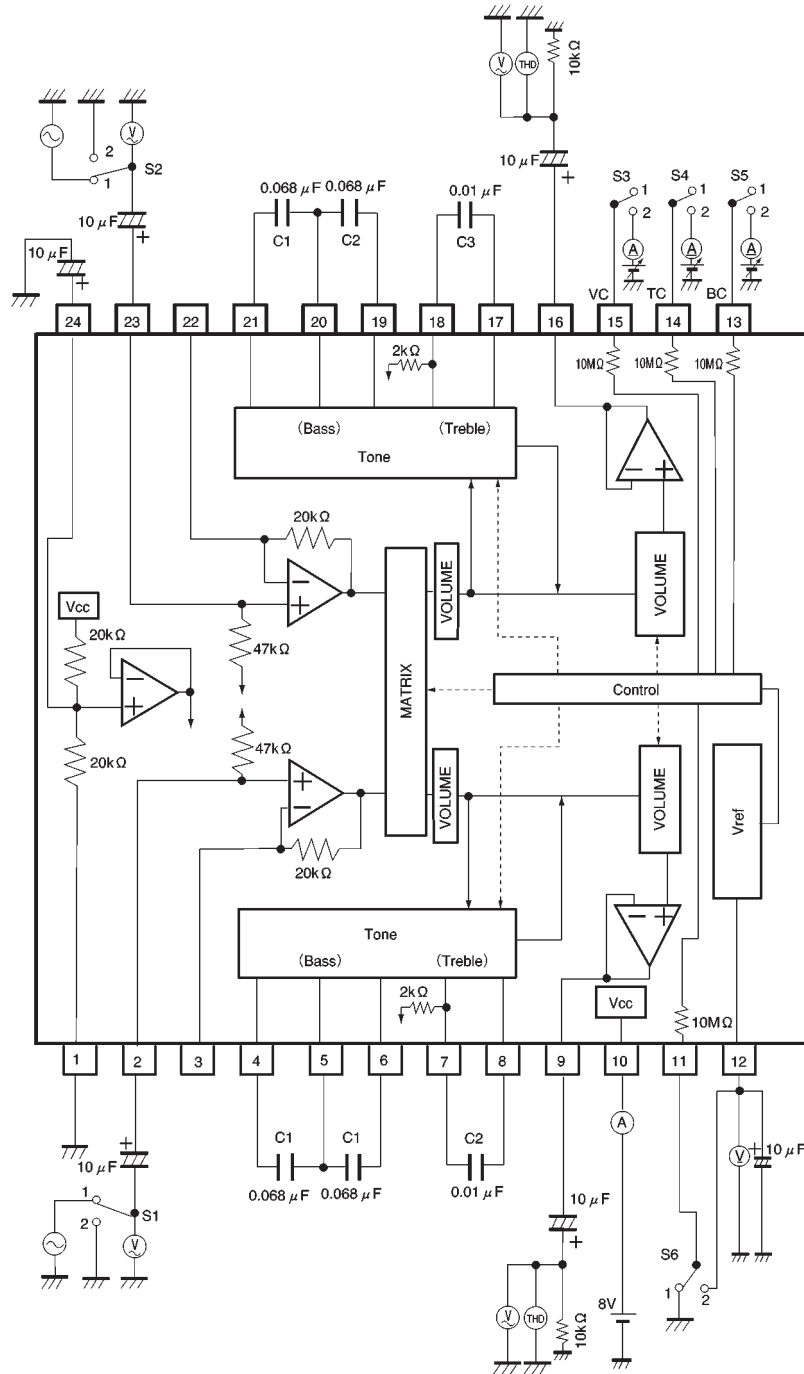 10kΩ
V
THD
V
2
1
S2
10 μF
10 μF
+
+
0.068 μF
0.068 μF
C1
C2
0.01 μF
C3
10 μF
+
S3
1
2
S4
1
2
S5
1
2
A
A
A
VC
TC
BC
24
23
22
21
20
19
18
17
16
15
14
13
2kΩ
10MΩ
10MΩ
10MΩ
(Bass)
(Treble)
Tone
20kΩ
−
+
−
+
Vcc
20kΩ
47kΩ
−
+
20kΩ
47kΩ
+
−
20kΩ
MATRIX
VOLUME
VOLUME
VOLUME
VOLUME
Control
Vref
Tone
(Bass)
(Treble)
2kΩ
−
+
Vcc
10MΩ
1
2
3
4
5
6
7
8
9
10
11
12
+
10 μF
1
2
S1
V
C1
C1
0.068 μF
0.068 μF
C2
0.01 μF
10 μF
+
V
THD
10kΩ
A
8V
S6
1
2
V
+
10 μF